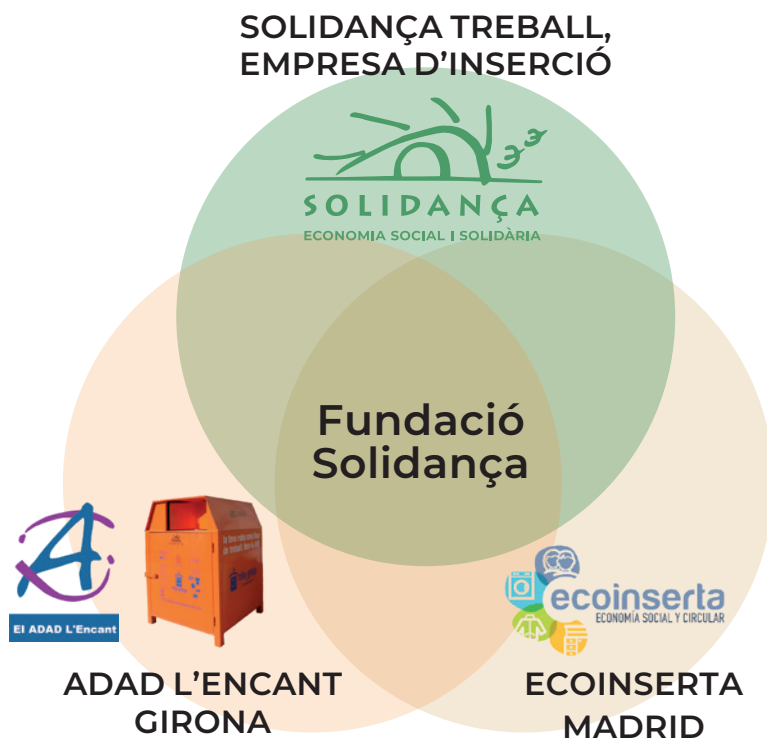 SOLIDANÇA TREBALL,
EMPRESA D'INSERCIÓ
SOLIDANÇA
ECONOMIA SOCIAL I SOLIDÀRIA
Fundació
Solidança
El ADAD L'Encant
ecoinserta
ECONOMÍA SOCIAL Y CIRCULAR
ADAD L'ENCANT
GIRONA
ECOINSERTA
MADRID